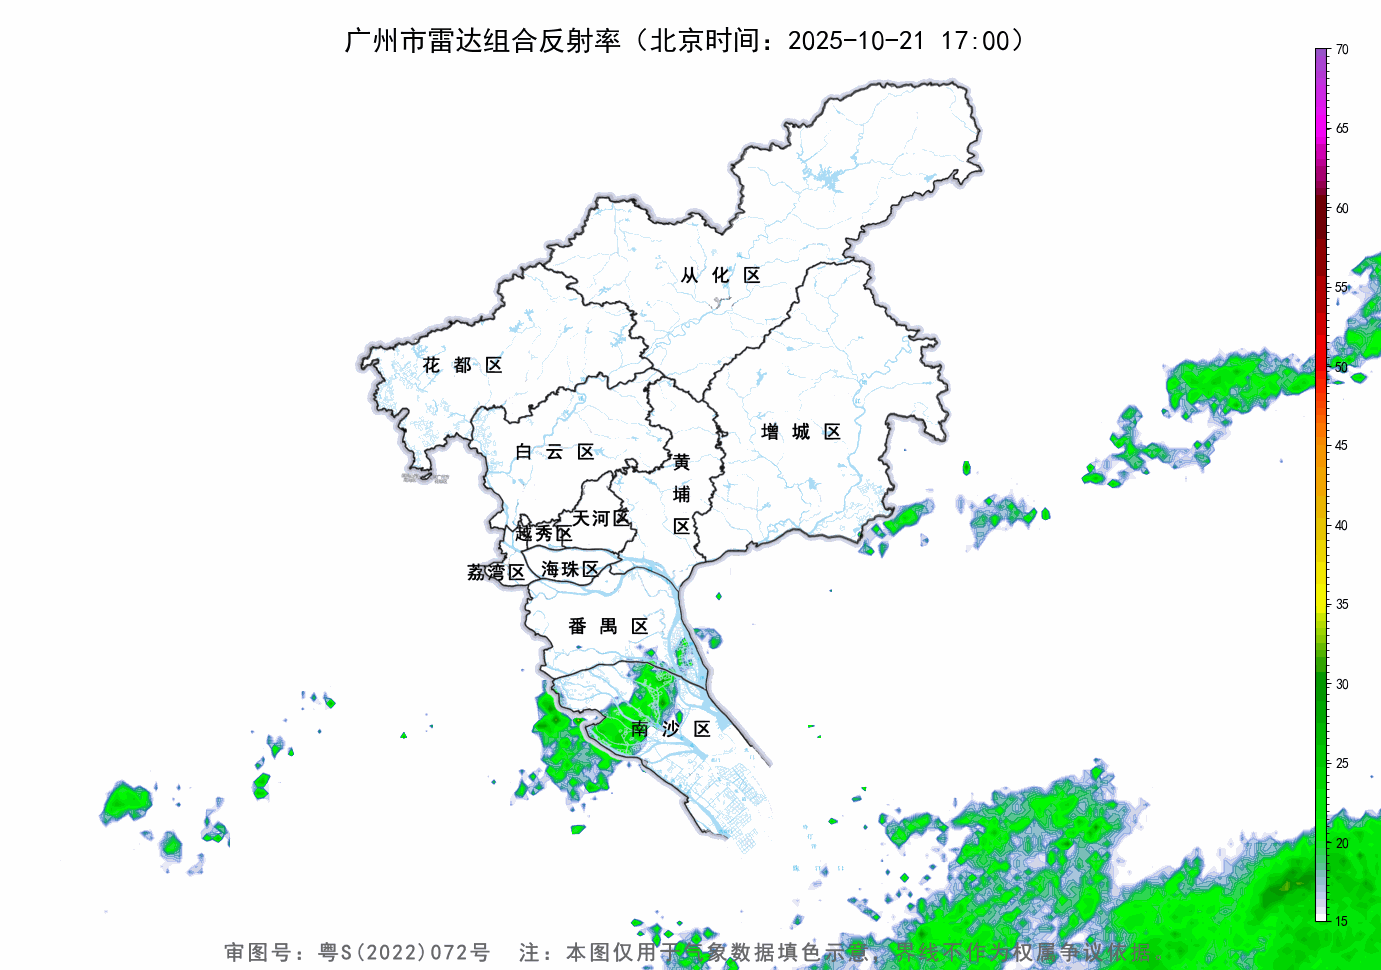 广州市雷达组合反射率（北京时间：2025-10-21 17:00）
70
65
60
55
50
45
40
35
30
25
20
15
从化区
花都区
增城区
白云区
黄埔区
天河区
越秀区
荔湾区
海珠区
番禺区
南沙区
审图号：粤S(2022)072号 注：本图仅用于气象数据填色示意，界线不作为权属争议依据。